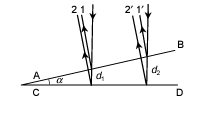 2 1 2′ 1′
B
A
α d₁ d₂
C D